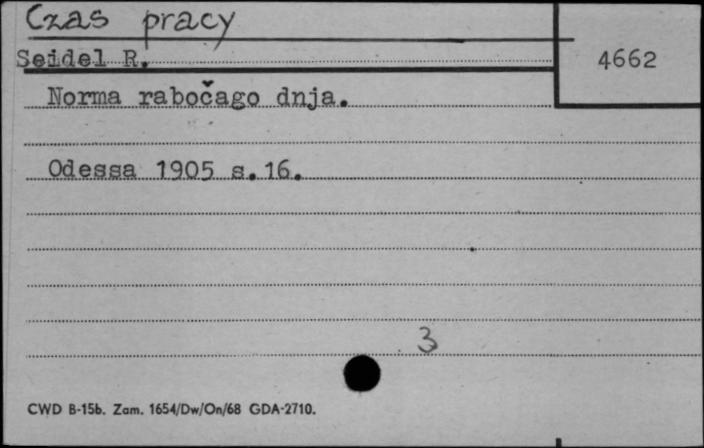 Czas pracy
Seidel R.
4662
Norma rabočago dnja.
Odessa 1905 s.16.
3
CWD B-15b. Zam. 1654/Dw/On/68 GDA-2710.